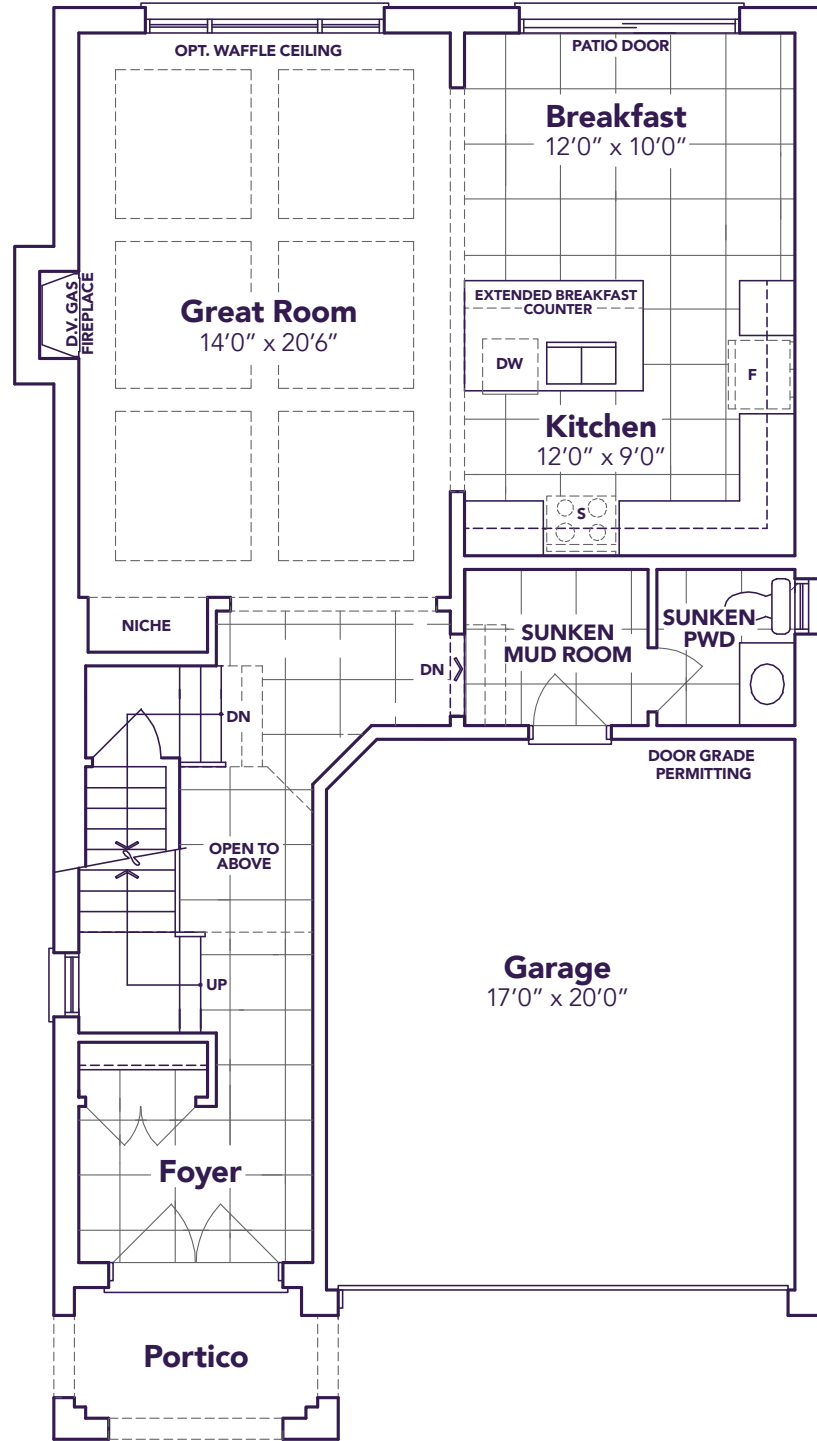 OPT. WAFFLE CEILING
PATIO DOOR
Breakfast
12'0" x 10'0"
D.V. GAS
FIREPLACE
Great Room
14'0" x 20'6"
EXTENDED BREAKFAST
COUNTER
DW
F
Kitchen
12'0" x 9'0"
S
NICHE
SUNKEN
MUD ROOM
SUNKEN
PWD
DN
DN
DOOR GRADE
PERMITTING
OPEN TO
ABOVE
UP
Garage
17'0" x 20'0"
Foyer
Portico